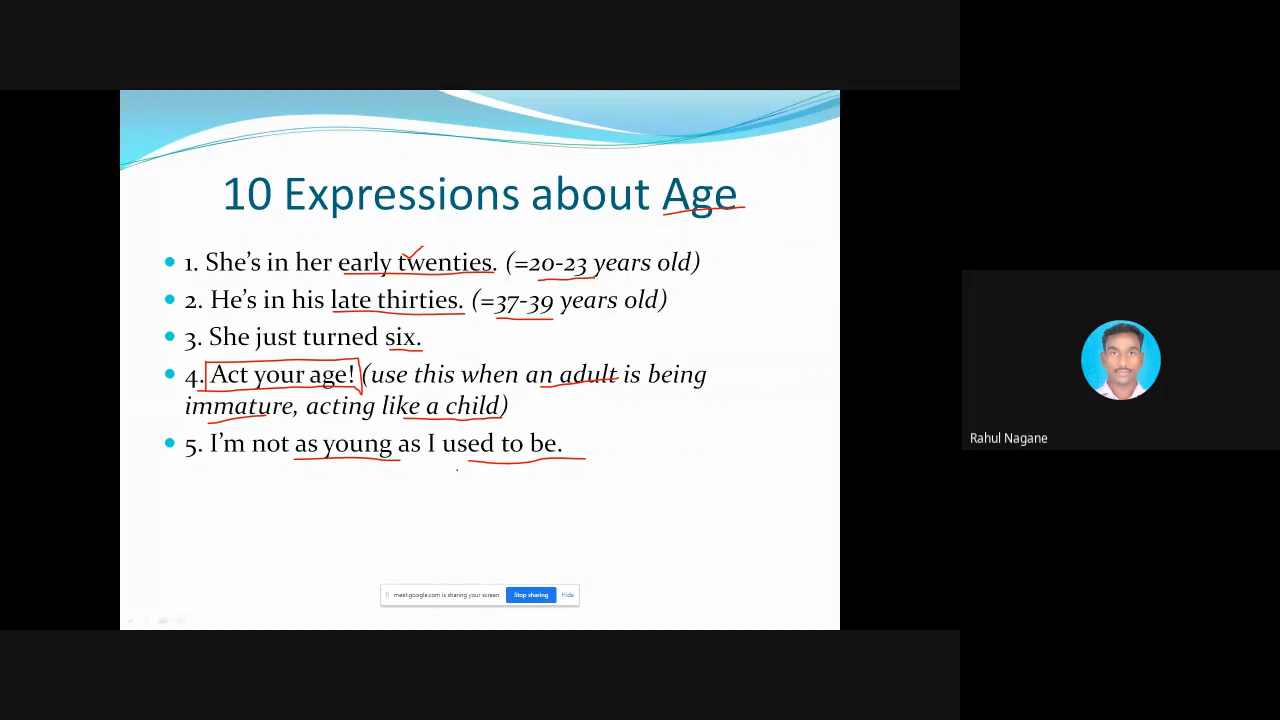 10 Expressions about Age
1. She's in her early twenties. (=20-23 years old)
2. He's in his late thirties. (=37-39 years old)
3. She just turned six.
4. Act your age! (use this when an adult is being
immature, acting like a child)
5. I'm not as young as I used to be.
Rahul Nagane
meet.google.com is sharing your screen. Stop sharing Hide